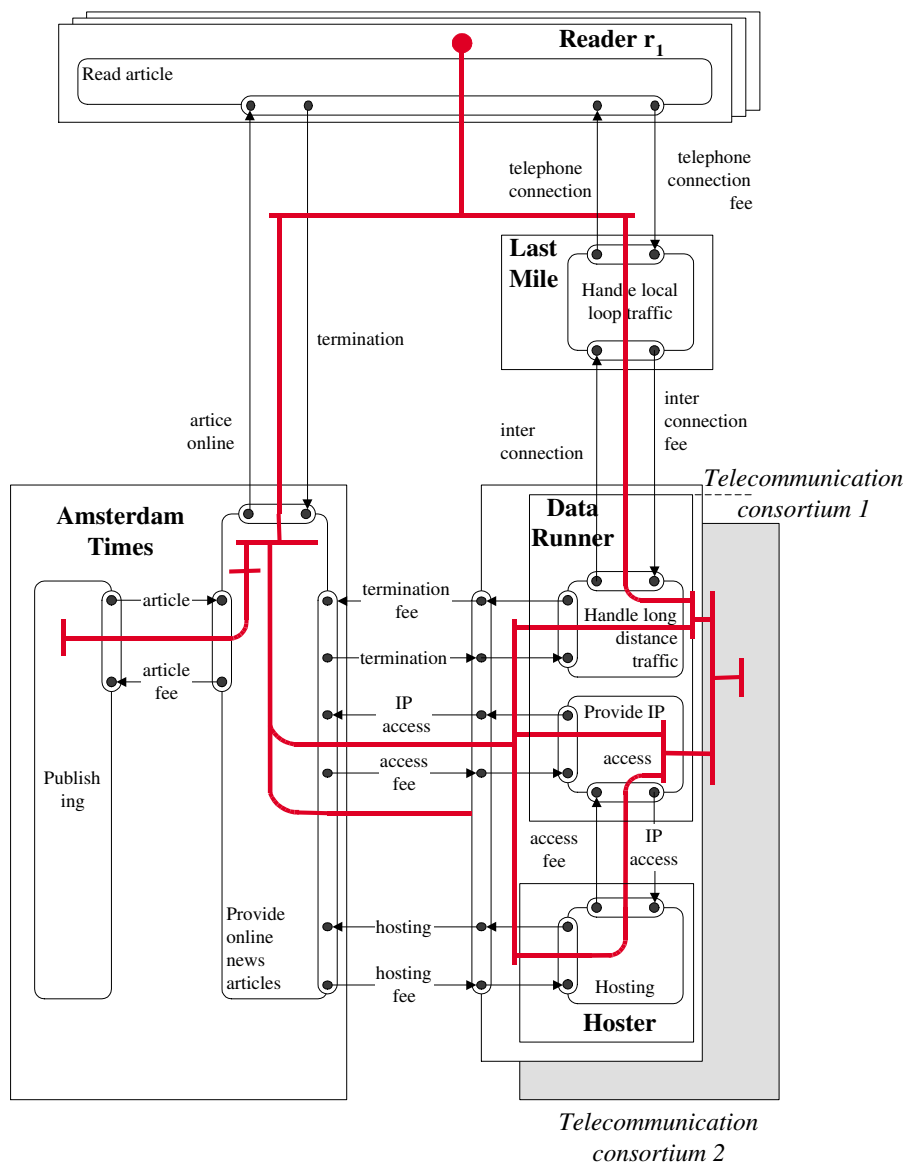 Reader r1
Read article
telephone
connection
telephone
connection
fee
Last
Mile
Handle local
loop traffic
termination
artice
online
inter
connection
inter
connection
fee
Telecommunication
consortium 1
Amsterdam
Times
Data
Runner
article
article
fee
termination
fee
termination
Handle long
distance
traffic
IP
access
access
fee
Provide IP
access
Publish
ing
access
fee
IP
access
Provide
online
news
articles
hosting
hosting
fee
Hosting
Hoster
Telecommunication
consortium 2